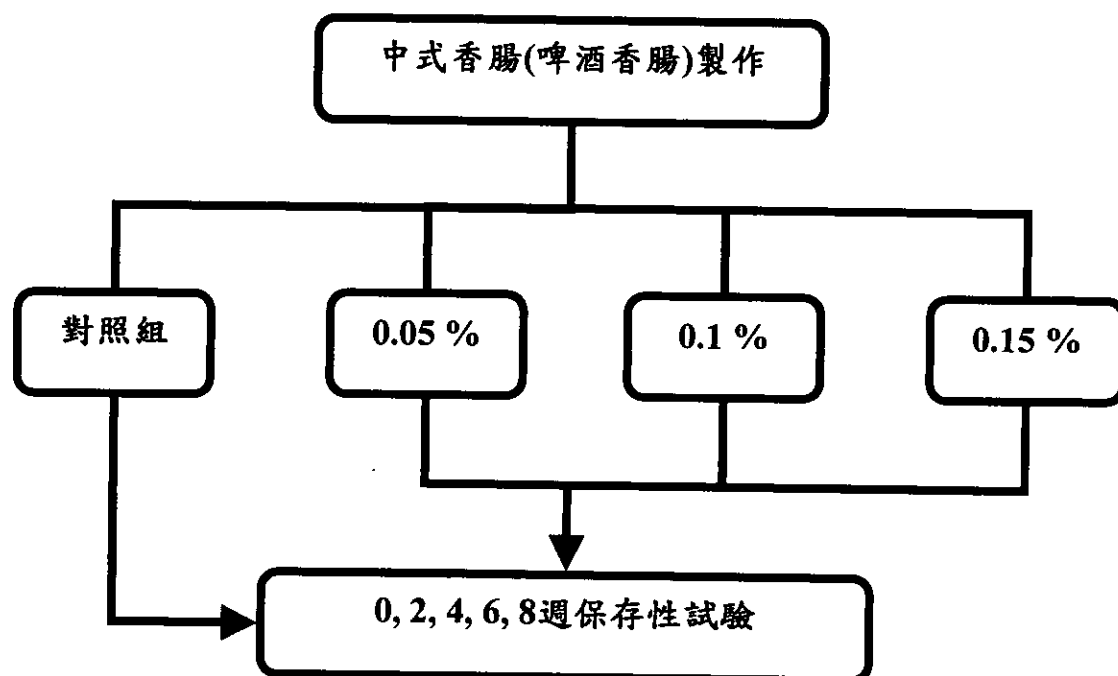 中式香腸(啤酒香腸)製作
對照組
0.05 %
0.1 %
0.15 %
0, 2, 4, 6, 8週保存性試驗